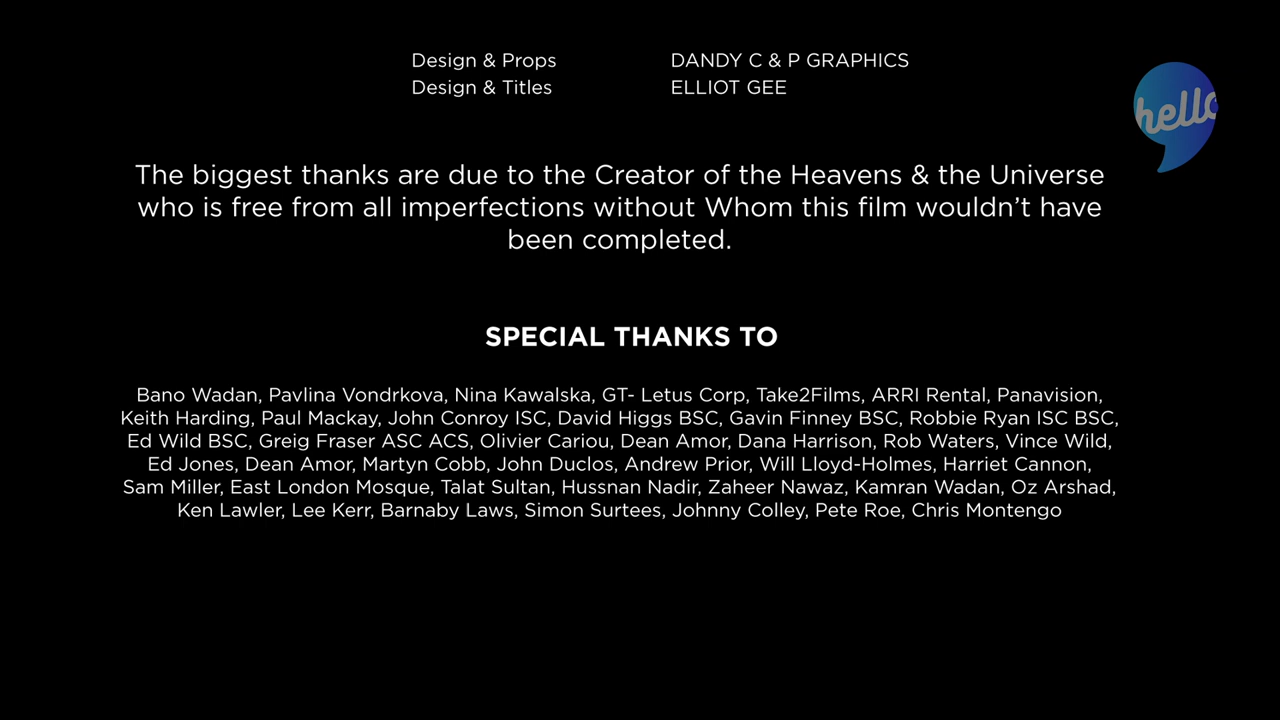 Design & Props DANDY C & P GRAPHICS
Design & Titles ELLIOT GEE
hello
The biggest thanks are due to the Creator of the Heavens & the Universe
who is free from all imperfections without Whom this film wouldn’t have
been completed.
SPECIAL THANKS TO
Bano Wadan, Pavlina Vondrkova, Nina Kawalska, GT- Letus Corp, Take2Films, ARRI Rental, Panavision,
Keith Harding, Paul Mackay, John Conroy ISC, David Higgs BSC, Gavin Finney BSC, Robbie Ryan ISC BSC,
Ed Wild BSC, Greig Fraser ASC ACS, Olivier Cariou, Dean Amor, Dana Harrison, Rob Waters, Vince Wild,
Ed Jones, Dean Amor, Martyn Cobb, John Duclos, Andrew Prior, Will Lloyd-Holmes, Harriet Cannon,
Sam Miller, East London Mosque, Talat Sultan, Hussnan Nadir, Zaheer Nawaz, Kamran Wadan, Oz Arshad,
Ken Lawler, Lee Kerr, Barnaby Laws, Simon Surtees, Johnny Colley, Pete Roe, Chris Montengo